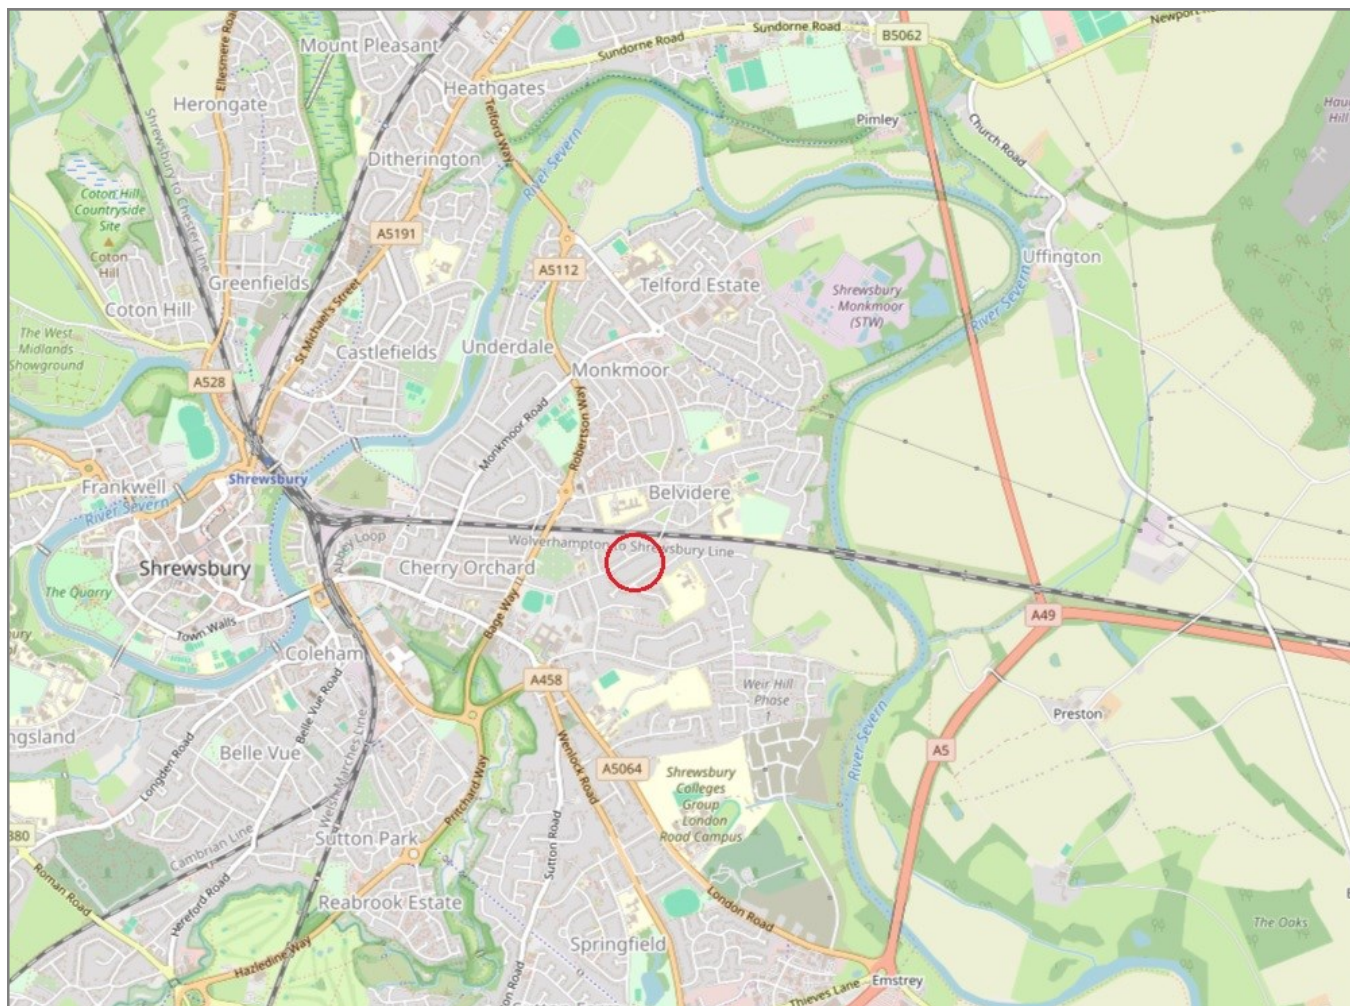 Mount Pleasant
Ellesmere Road
Sundorne Road
Sundorne Road
B5062
Heathgates
Herongate
Telford Way
Pimley
Church Road
Shrewsbury to Chester Line
Ditherington
River Severn
Coton Hill
Countryside
Site
Coton
Hill
A5191
Uffington
A5112
Greenfields
Telford Estate
Shrewsbury
Monkmoor
(STW)
River Severn
Coton Hill
St Michael's Street
The West
Midlands
Showground
Castlefields
Underdale
Monkmoor
A528
Robertson Way
Monkmoor Road
Shrewsbury
Frankwell
River Severn
Belvidere
Wolverhampton to Shrewsbury Line
Abbey Loop
Cherry Orchard
Shrewsbury
The Quarry
Bage Way
A49
Town Walls
Coleham
A458
Weir Hill
Phase
1
Belle Vue Road
River Severn
Preston
ngsland
Longden Road
Belle Vue
Welsh Marches Line
Wenlock Road
A5
A5064
Shrewsbury
Colleges
Group
London
Road Campus
Pritchard Way
Sutton Road
380
Cambrian Line
Sutton Park
Roman Road
Hereford Road
Reabrook Estate
London Road
The Oaks
Hazledine Way
Springfield
Emstrey
Thieves Lane